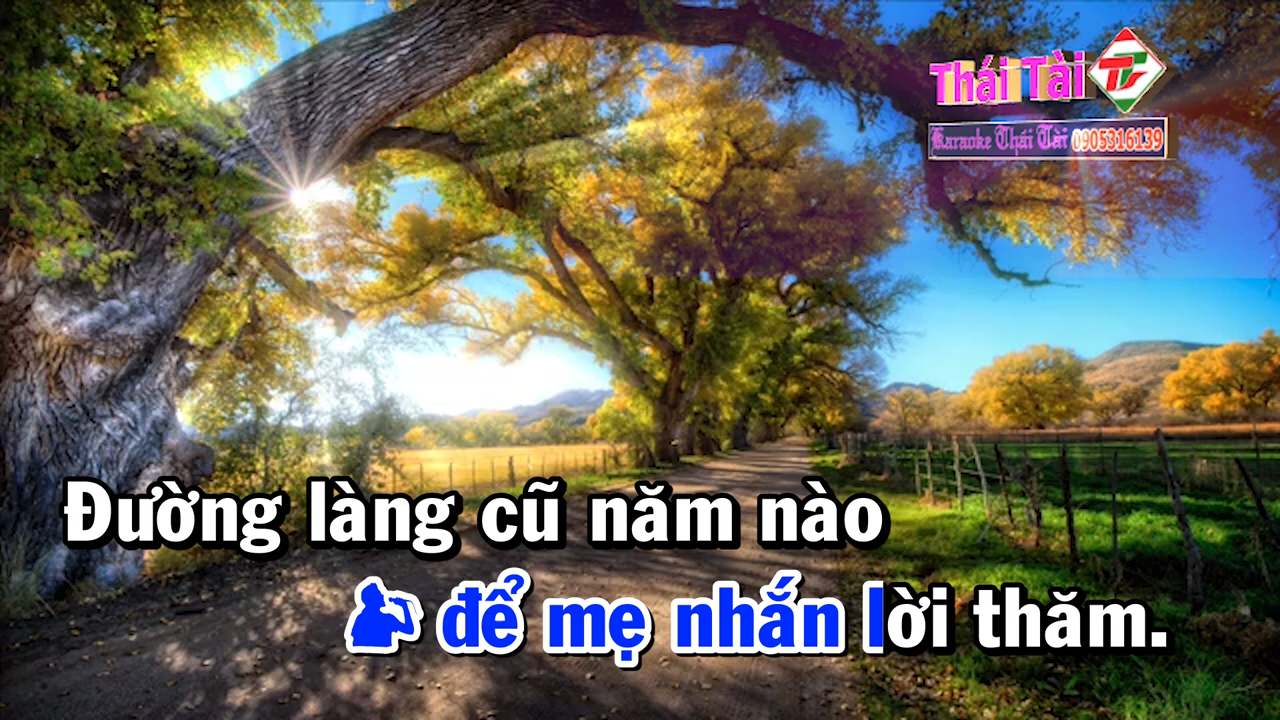 Thái Tài
Karaoke Thái Tài 0905316139
Đường làng cũ năm nào
để mẹ nhắn lời thăm.